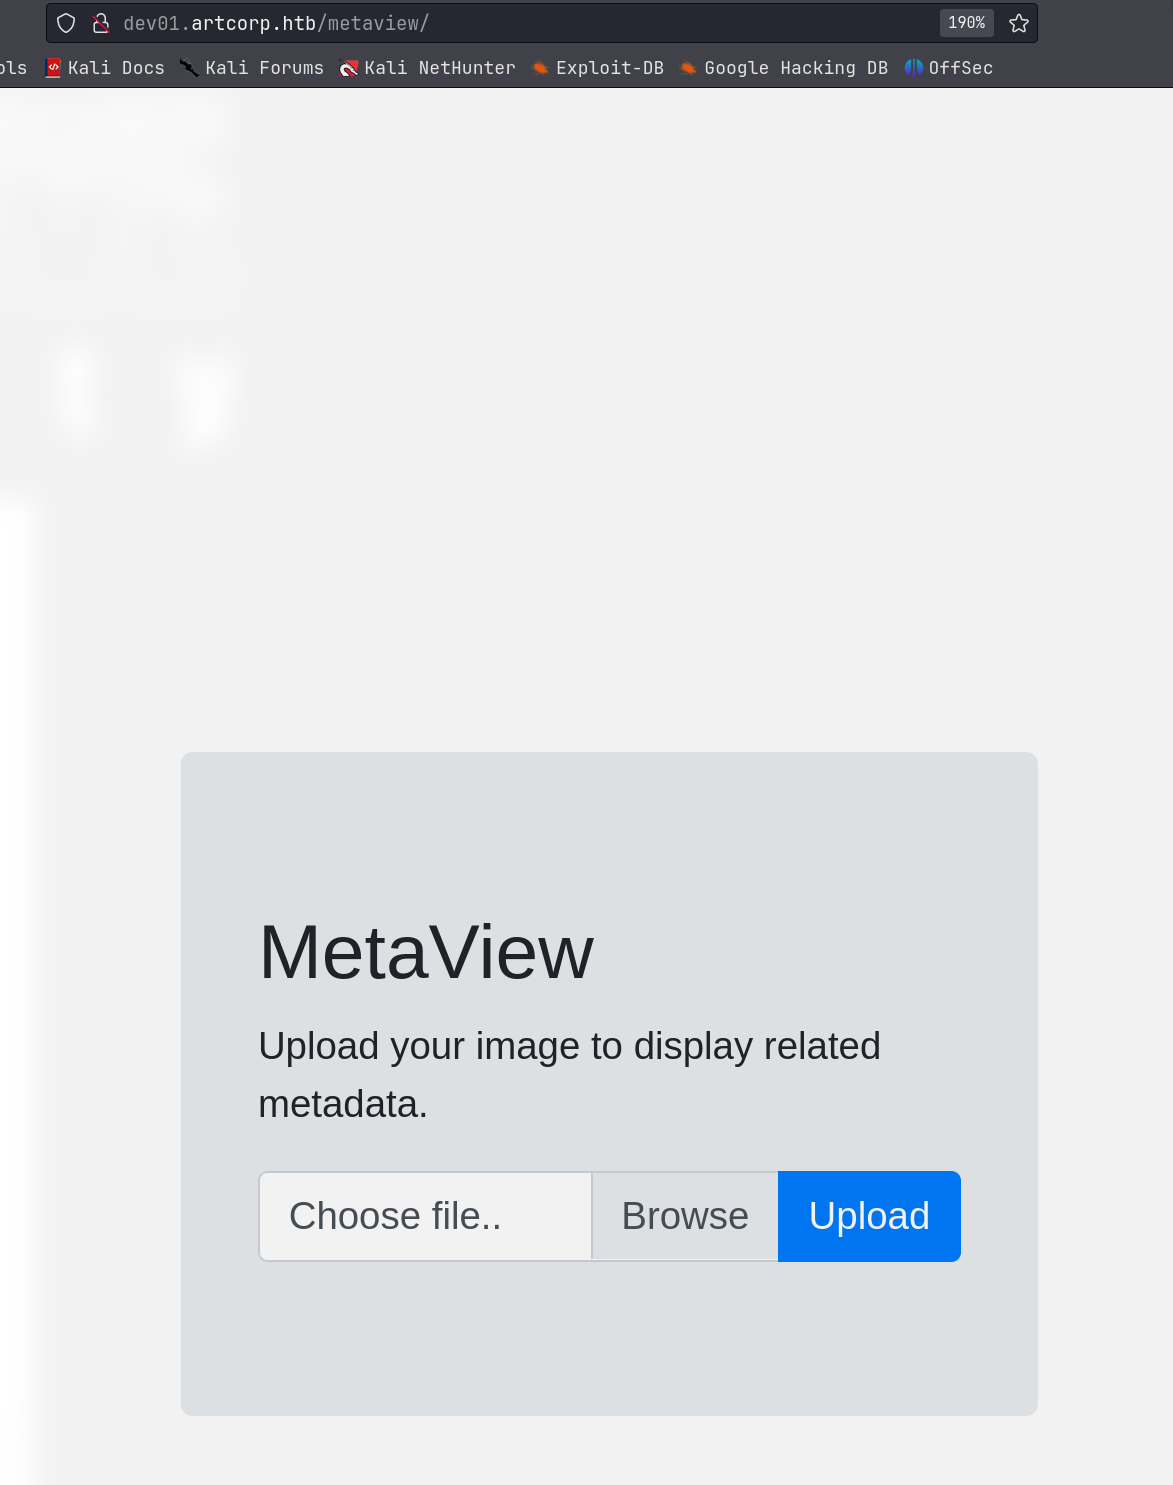 dev01.artcorp.htb/metaview/ 190%
ols Kali Docs Kali Forums Kali NetHunter Exploit-DB Google Hacking DB OffSec
MetaView
Upload your image to display related
metadata.
Choose file.. Browse Upload